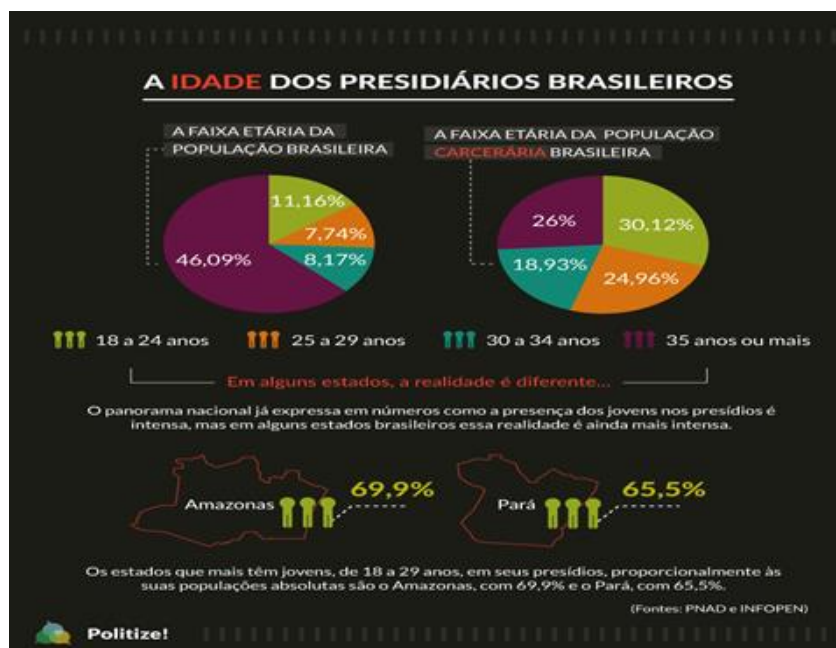 A IDADE DOS PRESIDIÁRIOS BRASILEIROS
A FAIXA ETÁRIA DA
POPULAÇÃO BRASILEIRA
A FAIXA ETÁRIA DA POPULAÇÃO
CARCERÁRIA BRASILEIRA
11,16%
7,74%
8,17%
46,09%
26%
30,12%
18,93%
24,96%
18 a 24 anos
25 a 29 anos
30 a 34 anos
35 anos ou mais
Em alguns estados, a realidade é diferente...
O panorama nacional já expressa em números como a presença dos jovens nos presídios é
intensa, mas em alguns estados brasileiros essa realidade é ainda mais intensa.
Amazonas
69,9%
Pará
65,5%
Os estados que mais têm jovens, de 18 a 29 anos, em seus presídios, proporcionalmente às
suas populações absolutas são o Amazonas, com 69,9% e o Pará, com 65,5%.
(Fontes: PNAD e INFOPEN)
Politize!